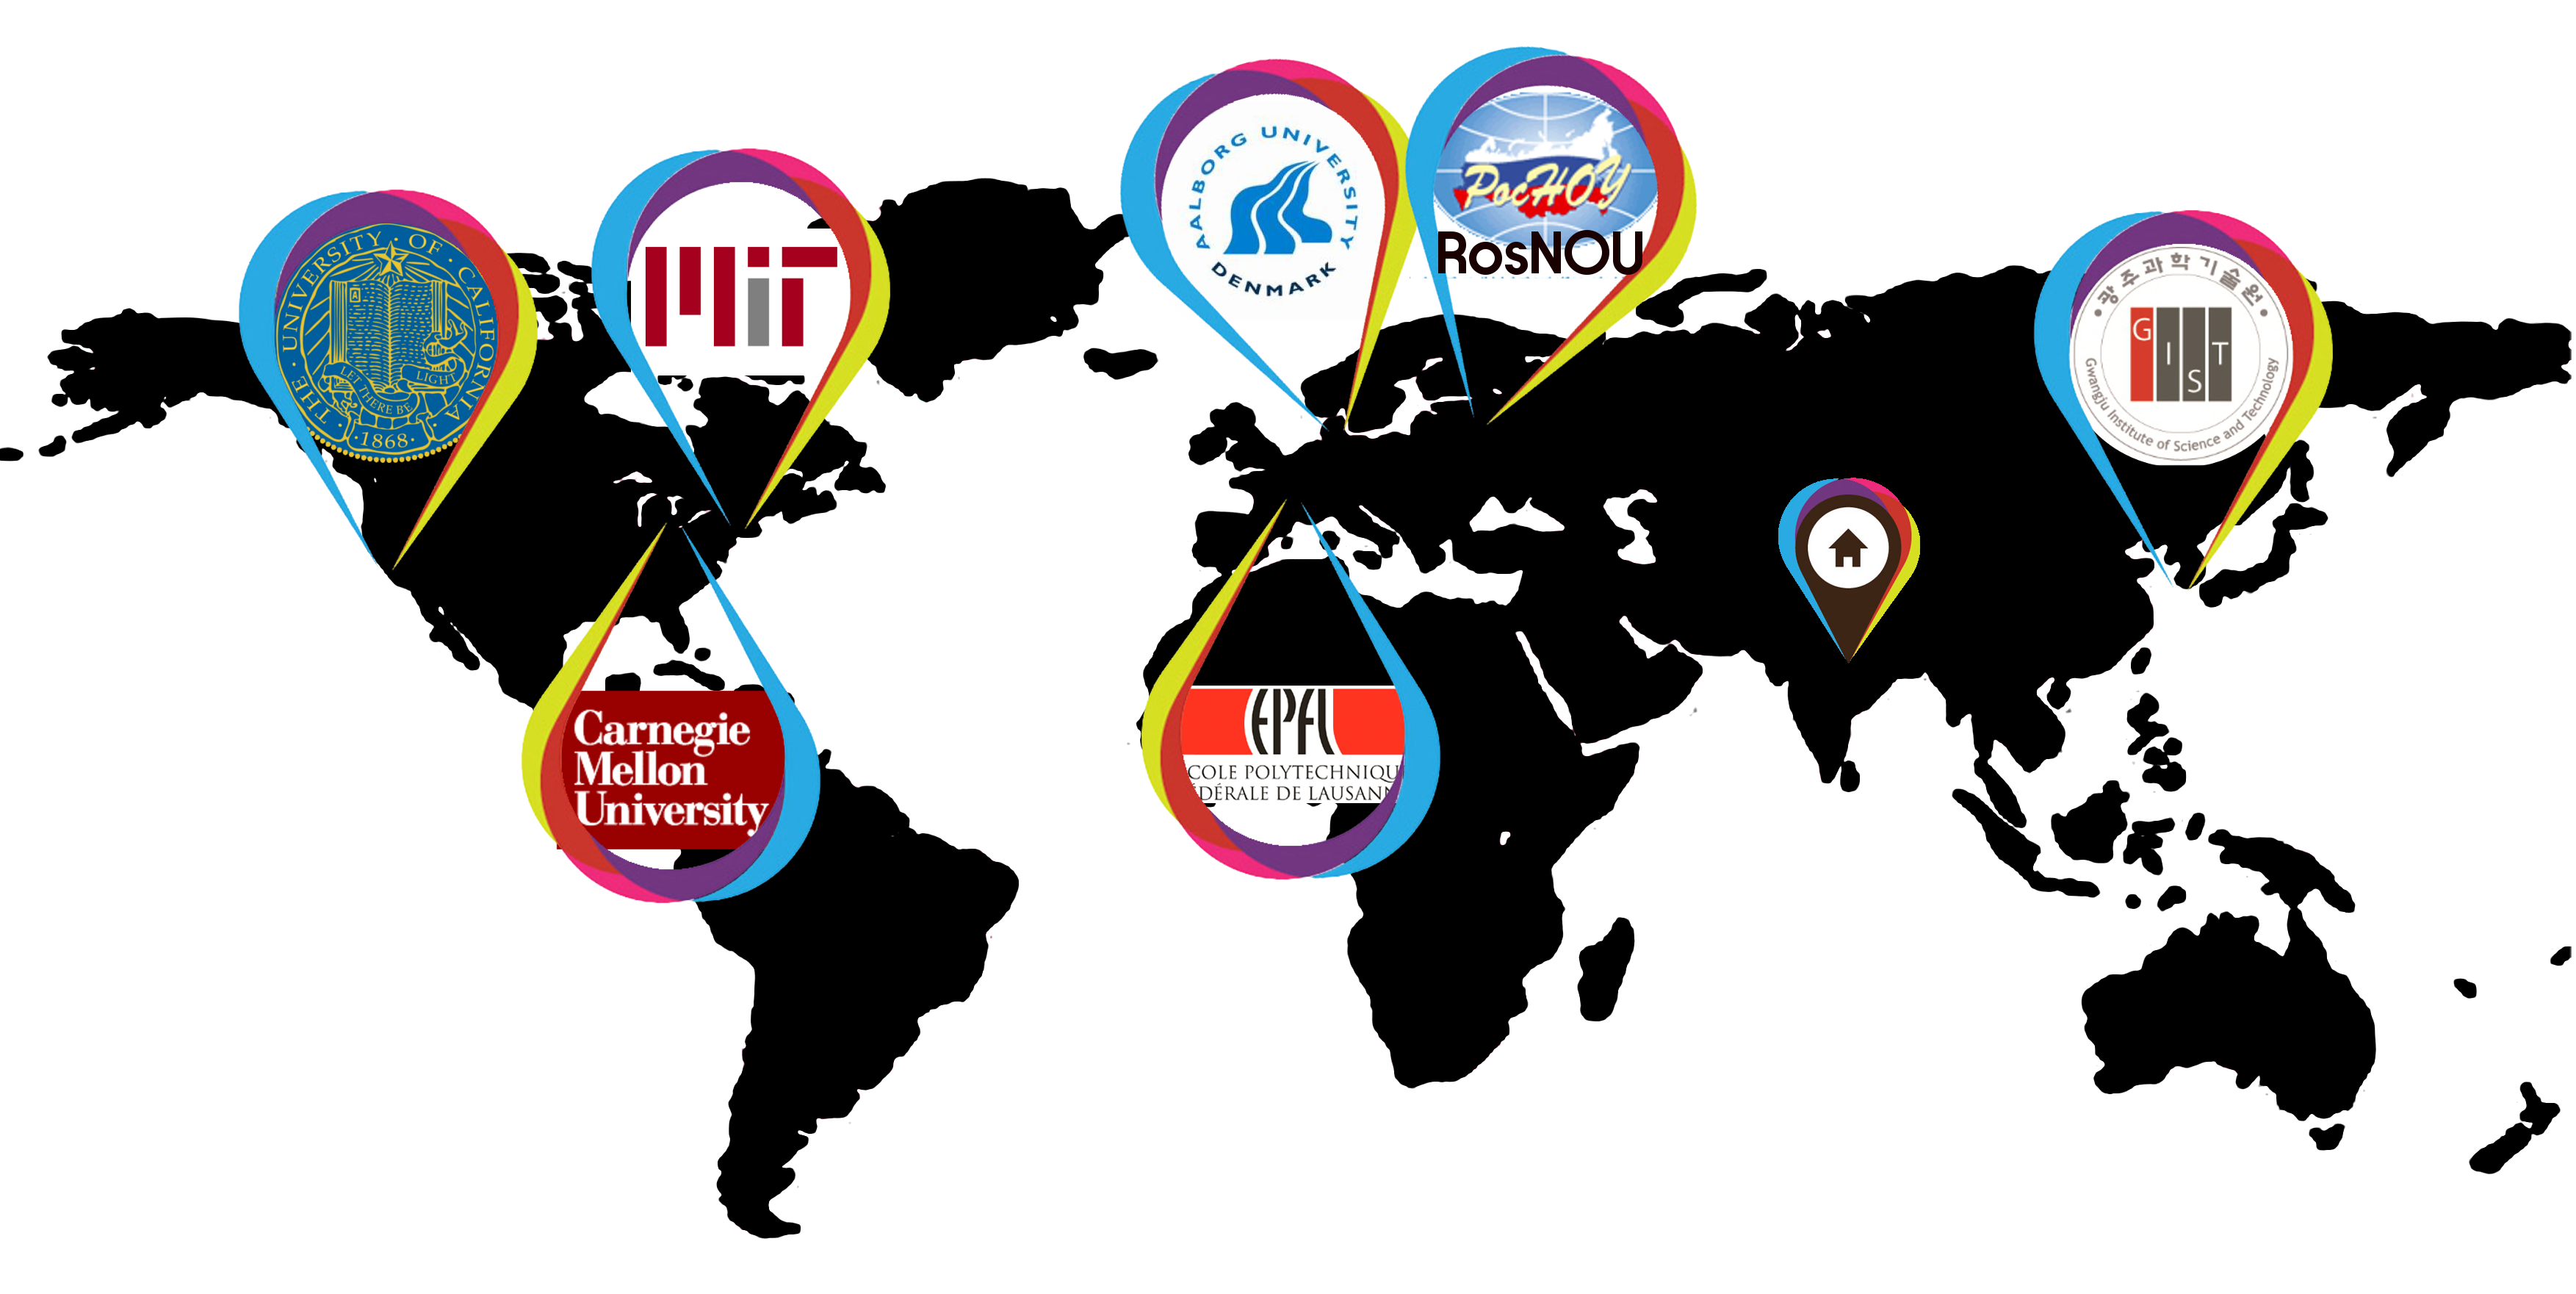 THE · UNIVERSITY · OF · CALIFORNIA ·
A
LET THERE BE LIGHT
·1868·
MiT
AALBORG UNIVERSITY
DENMARK
РосНОУ
RosNOU
광주과학기술원
G
I
S
T
Gwangju Institute of Science and Technology
Carnegie
Mellon
University
EPFL
COLE POLYTECHNIQU
ÉDÉRALE DE LAUSANN